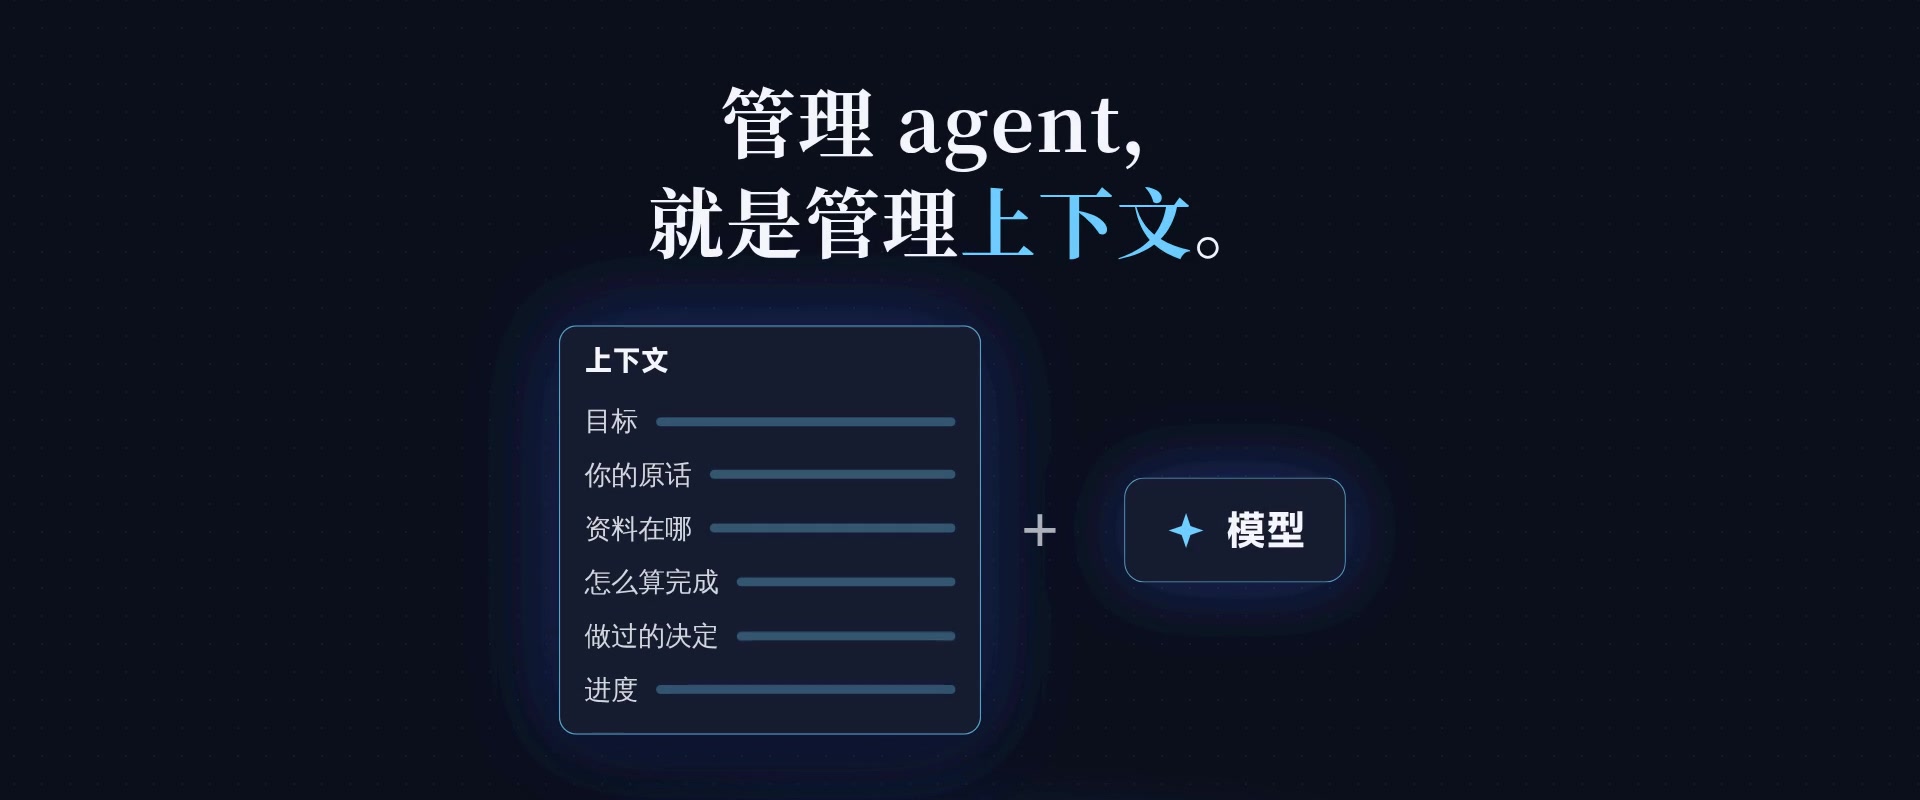 管理 agent,
就是管理上下文。
上下文
目标
你的原话
资料在哪
怎么算完成
做过的决定
进度
+
模型